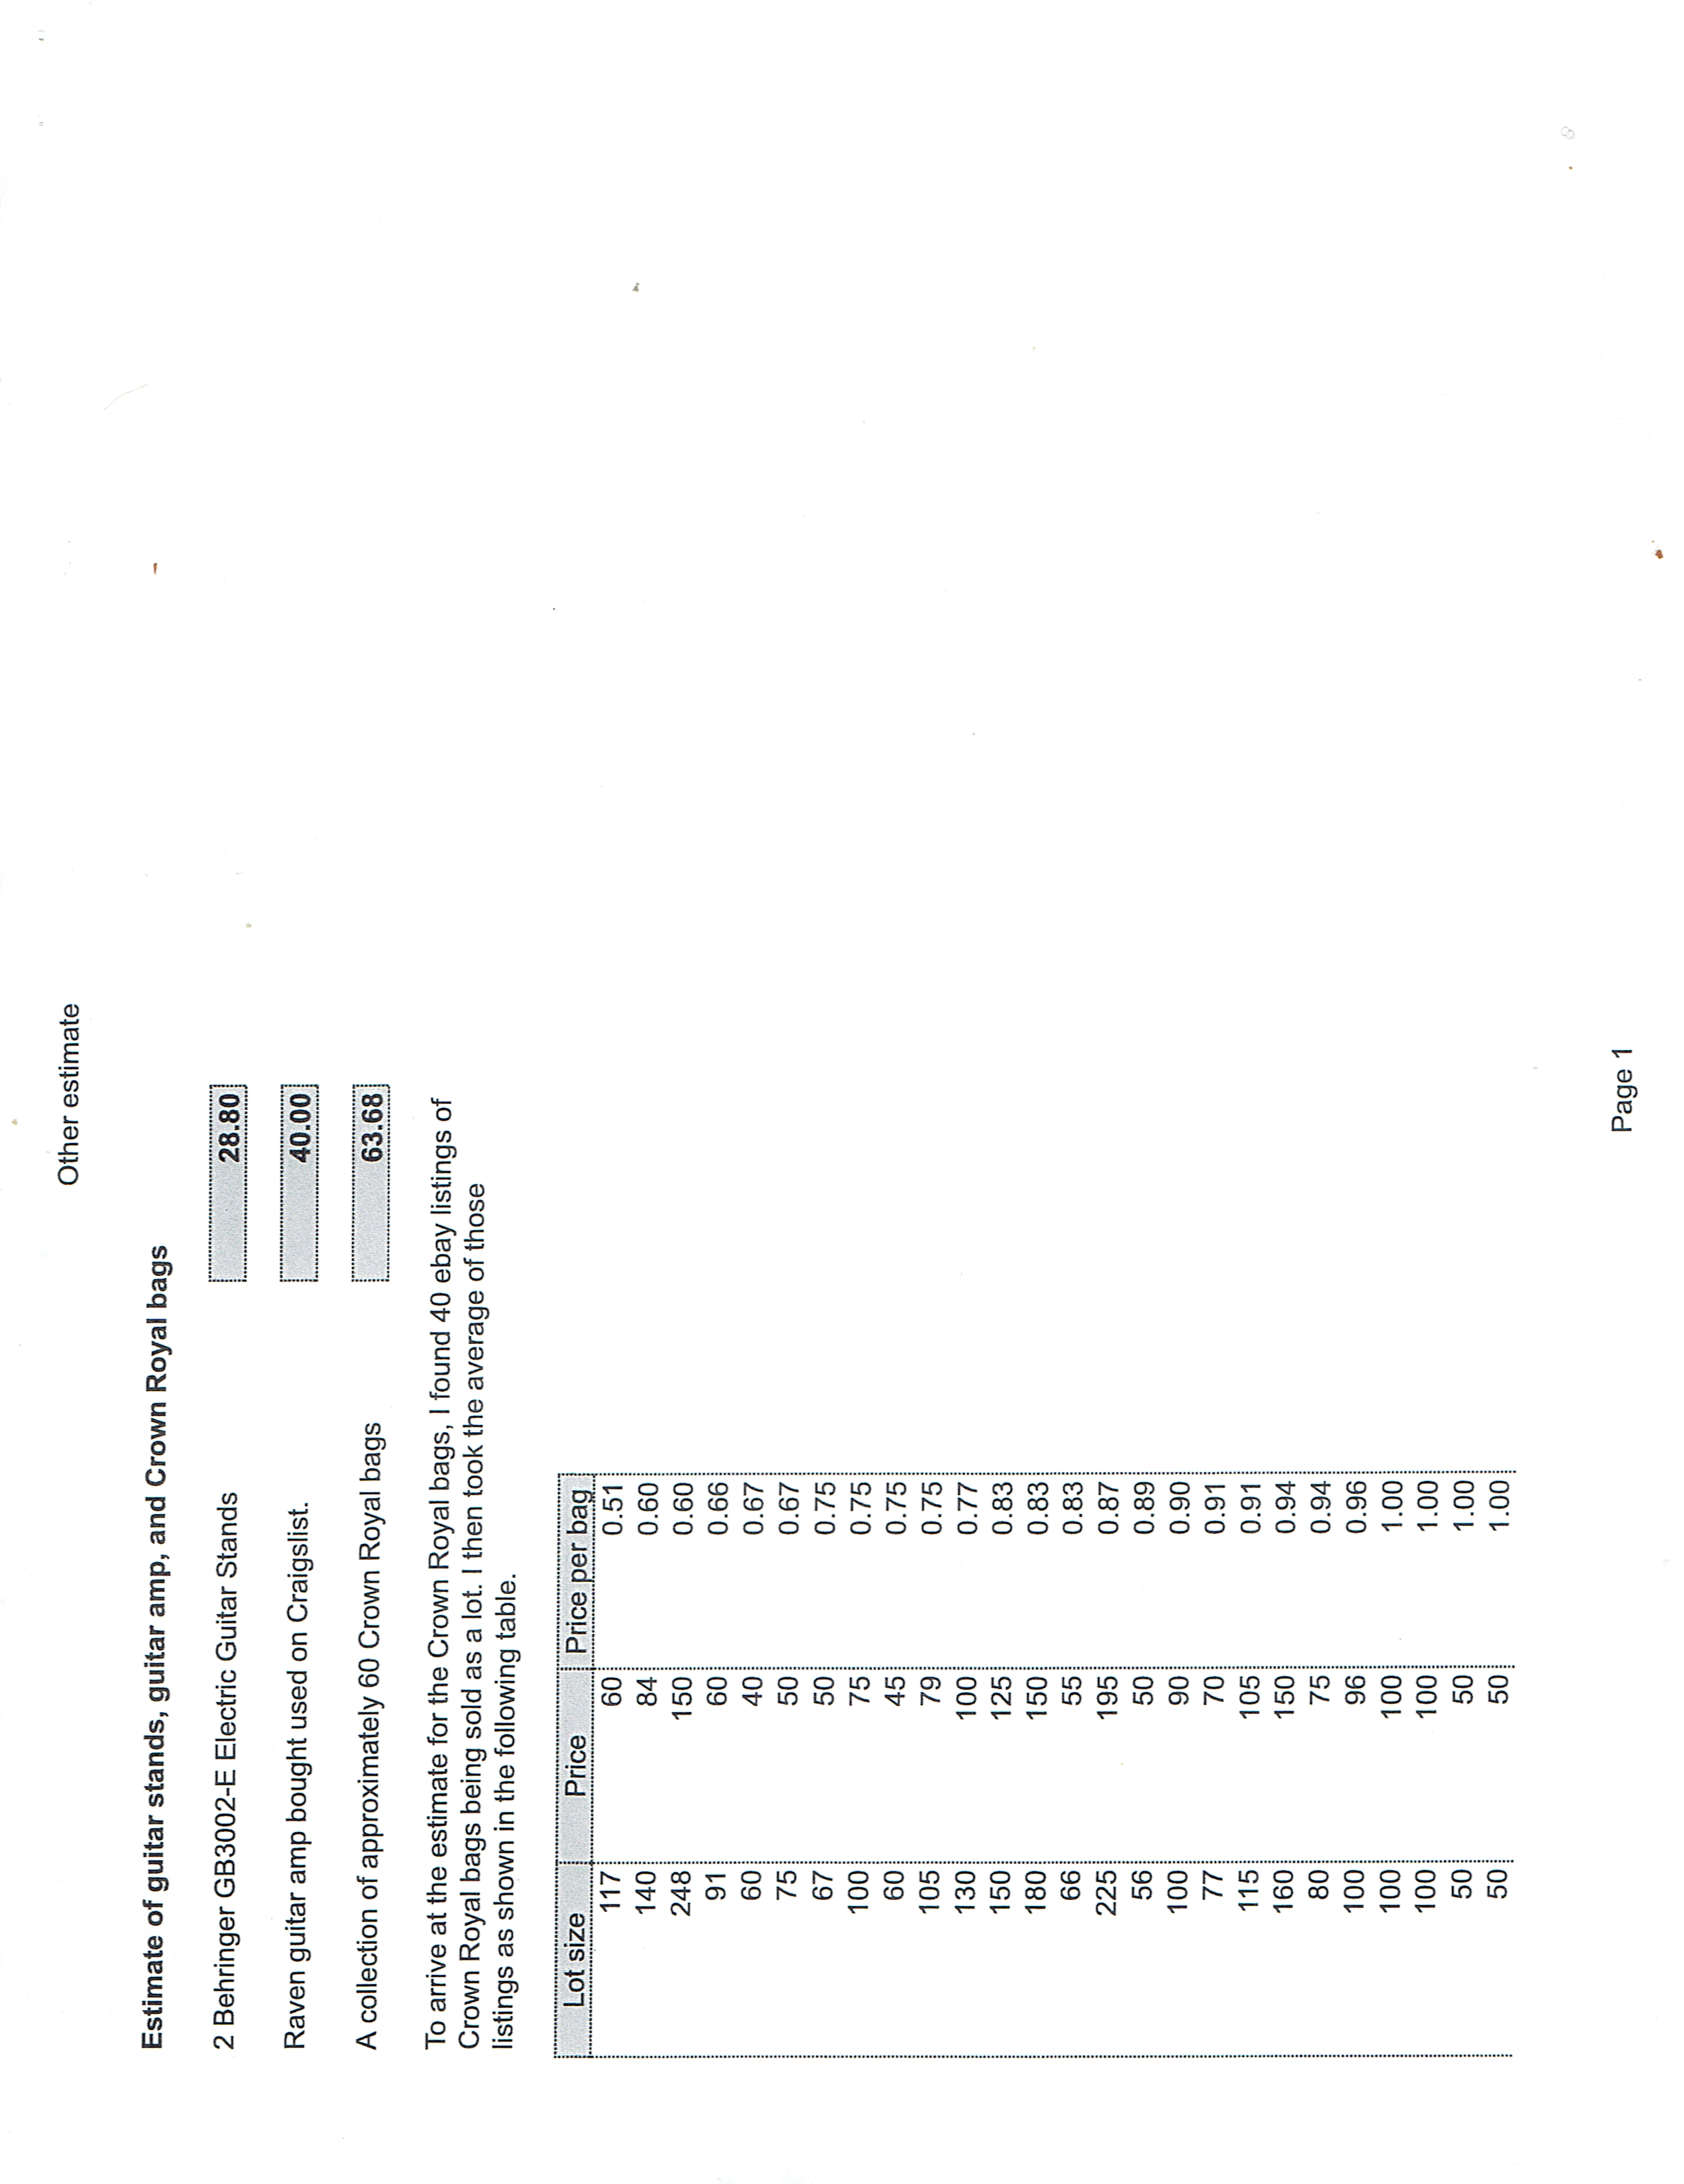 Other estimate
Estimate of guitar stands, guitar amp, and Crown Royal bags
2 Behringer GB3002-E Electric Guitar Stands 28.80
Raven guitar amp bought used on Craigslist. 40.00
A collection of approximately 60 Crown Royal bags 63.68
To arrive at the estimate for the Crown Royal bags, I found 40 ebay listings of
Crown Royal bags being sold as a lot. I then took the average of those
listings as shown in the following table.
Lot size Price Price per bag
117 60 0.51
140 84 0.60
248 150 0.60
91 60 0.66
60 40 0.67
75 50 0.67
67 50 0.75
100 75 0.75
60 45 0.75
105 79 0.75
130 100 0.77
150 125 0.83
180 150 0.83
66 55 0.83
225 195 0.87
56 50 0.89
100 90 0.90
77 70 0.91
115 105 0.91
160 150 0.94
80 75 0.94
100 96 0.96
100 100 1.00
100 100 1.00
50 50 1.00
50 50 1.00
Page 1